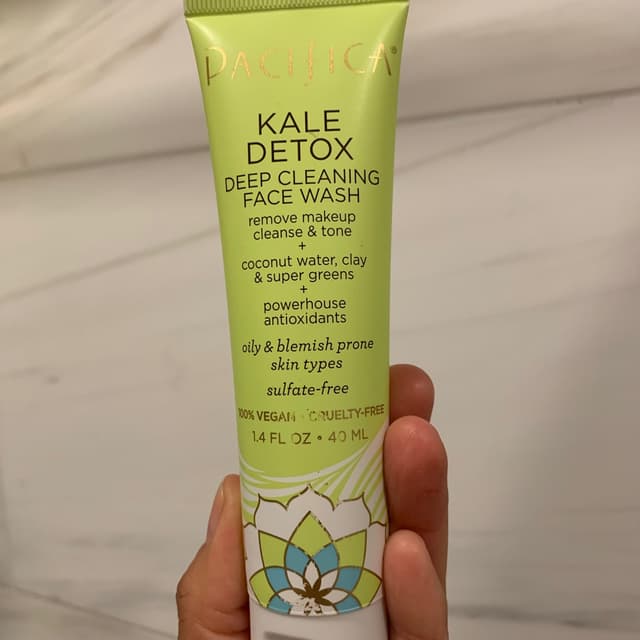 PACIFICA®
KALE
DETOX
DEEP CLEANING
FACE WASH
remove makeup
cleanse & tone
+
coconut water, clay
& super greens
+
powerhouse
antioxidants
oily & blemish prone
skin types
sulfate-free
100% VEGAN · CRUELTY-FREE
1.4 FL OZ • 40 ML